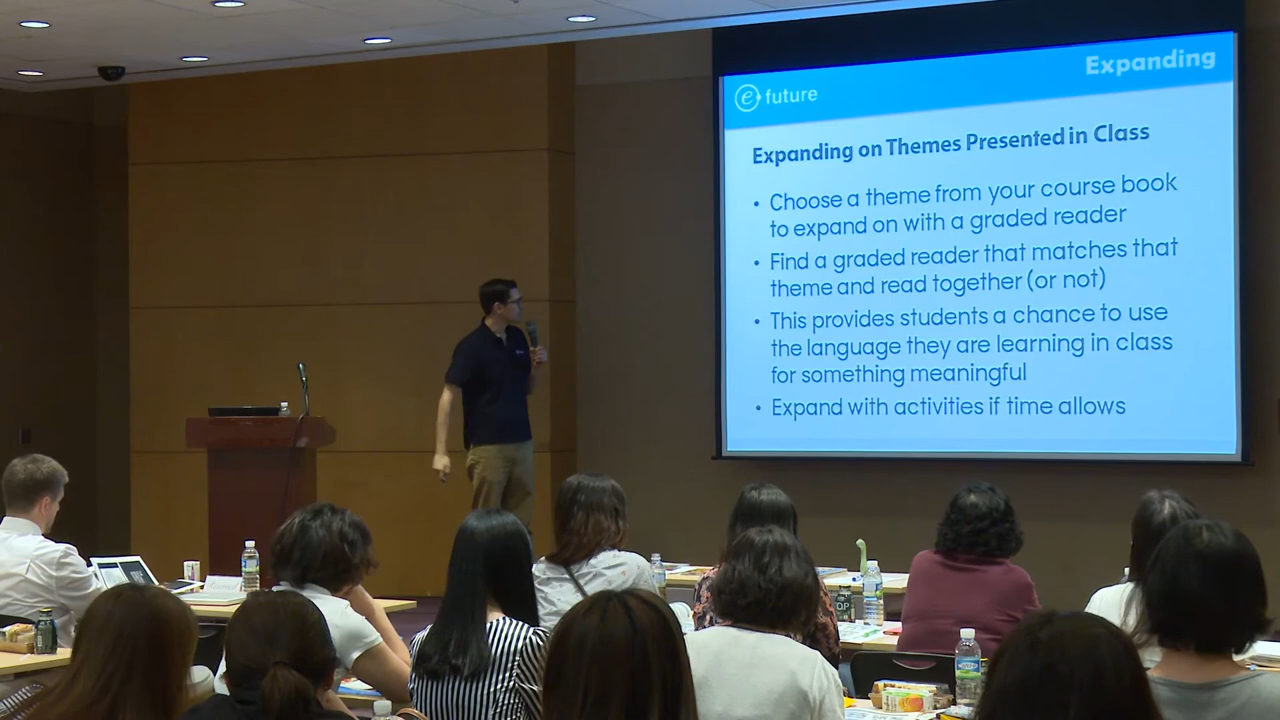 Expanding
e future
Expanding on Themes Presented in Class
• Choose a theme from your course book
to expand on with a graded reader
• Find a graded reader that matches that
theme and read together (or not)
• This provides students a chance to use
the language they are learning in class
for something meaningful
• Expand with activities if time allows